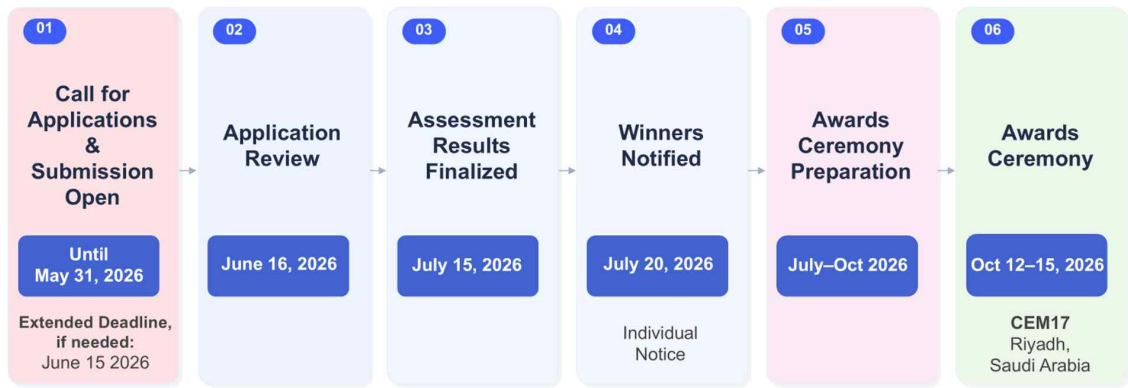 01
Call for
Applications
&
Submission
Open
Until
May 31, 2026
Extended Deadline,
if needed:
June 15 2026
02
Application
Review
June 16, 2026
03
Assessment
Results
Finalized
July 15, 2026
04
Winners
Notified
July 20, 2026
Individual
Notice
05
Awards
Ceremony
Preparation
July–Oct 2026
06
Awards
Ceremony
Oct 12–15, 2026
CEM17
Riyadh,
Saudi Arabia